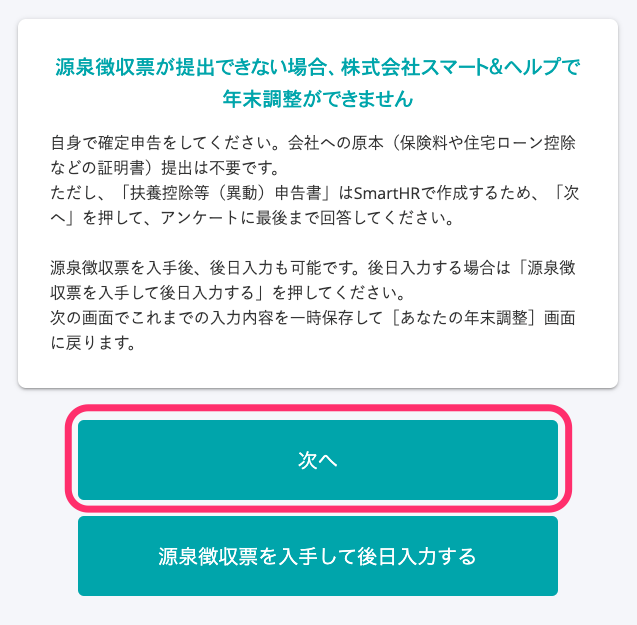 源泉徴収票が提出できない場合、株式会社スマート&ヘルプで
年末調整ができません
自身で確定申告をしてください。会社への原本（保険料や住宅ローン控除
などの証明書）提出は不要です。
ただし、「扶養控除等（異動）申告書」はSmartHRで作成するため、「次
へ」を押して、アンケートに最後まで回答してください。
源泉徴収票を入手後、後日入力も可能です。後日入力する場合は「源泉徴
収票を入手して後日入力する」を押してください。
次の画面でこれまでの入力内容を一時保存して［あなたの年末調整］画面
に戻ります。
次へ
源泉徴収票を入手して後日入力する